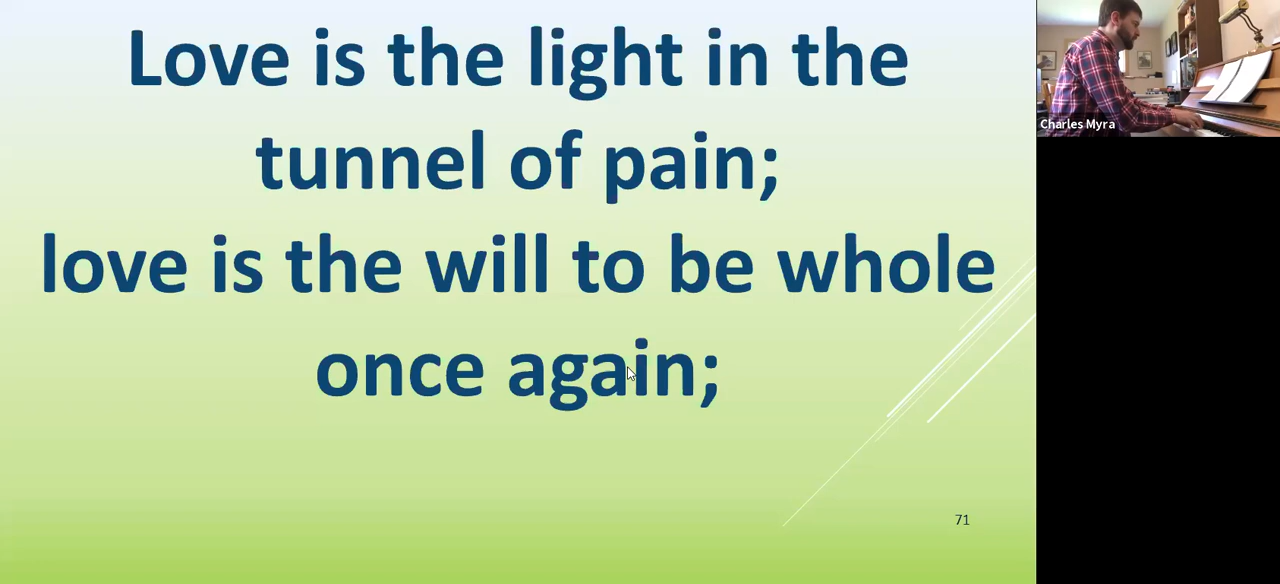 Love is the light in the
tunnel of pain;
love is the will to be whole
once again;
71
Charles Myra